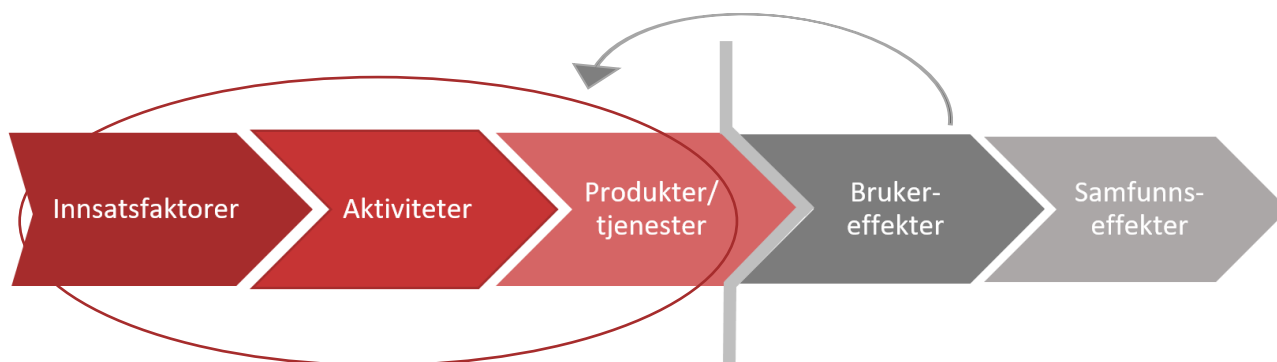 Innsatsfaktorer
Aktiviteter
Produkter/
tjenester
Bruker-
effekter
Samfunns-
effekter